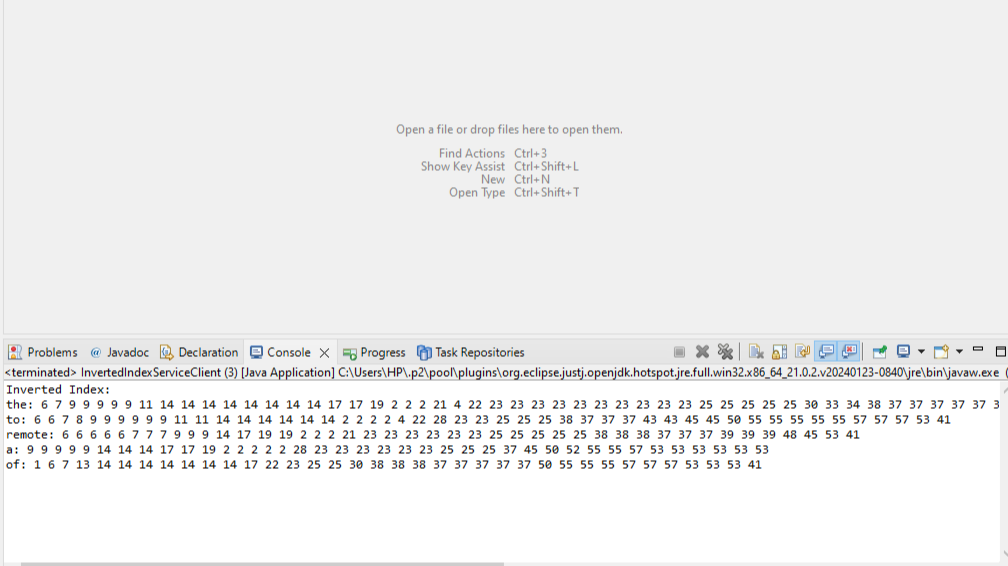 Open a file or drop files here to open them.
Find Actions Ctrl+3
Show Key Assist Ctrl+Shift+L
New Ctrl+N
Open Type Ctrl+Shift+T
Problems @ Javadoc Declaration Console Progress Task Repositories
<terminated> InvertedIndexServiceClient (3) [Java Application] C:\Users\HP\.p2\pool\plugins\org.eclipse.justj.openjdk.hotspot.jre.full.win32.x86_64_21.0.2.v20240123-0840\jre\bin\javaw.exe (
Inverted Index:
the: 6 7 9 9 9 9 9 11 14 14 14 14 14 14 14 14 17 17 19 2 2 2 21 4 22 23 23 23 23 23 23 23 23 23 23 25 25 25 25 25 30 33 34 38 37 37 37 37 37 3
to: 6 6 7 8 9 9 9 9 9 9 11 11 14 14 14 14 14 14 2 2 2 2 4 22 28 23 23 25 25 25 38 37 37 37 43 43 45 45 50 55 55 55 55 55 57 57 57 53 41
remote: 6 6 6 6 6 7 7 7 9 9 9 14 17 19 19 2 2 2 21 23 23 23 23 23 23 25 25 25 25 25 38 38 38 37 37 37 39 39 39 48 45 53 41
a: 9 9 9 9 9 14 14 14 17 17 19 2 2 2 2 2 28 23 23 23 23 23 23 25 25 25 37 45 50 52 55 55 57 53 53 53 53 53 53
of: 1 6 7 13 14 14 14 14 14 14 14 17 22 23 25 25 30 38 38 38 37 37 37 37 37 50 55 55 55 57 57 57 53 53 53 41